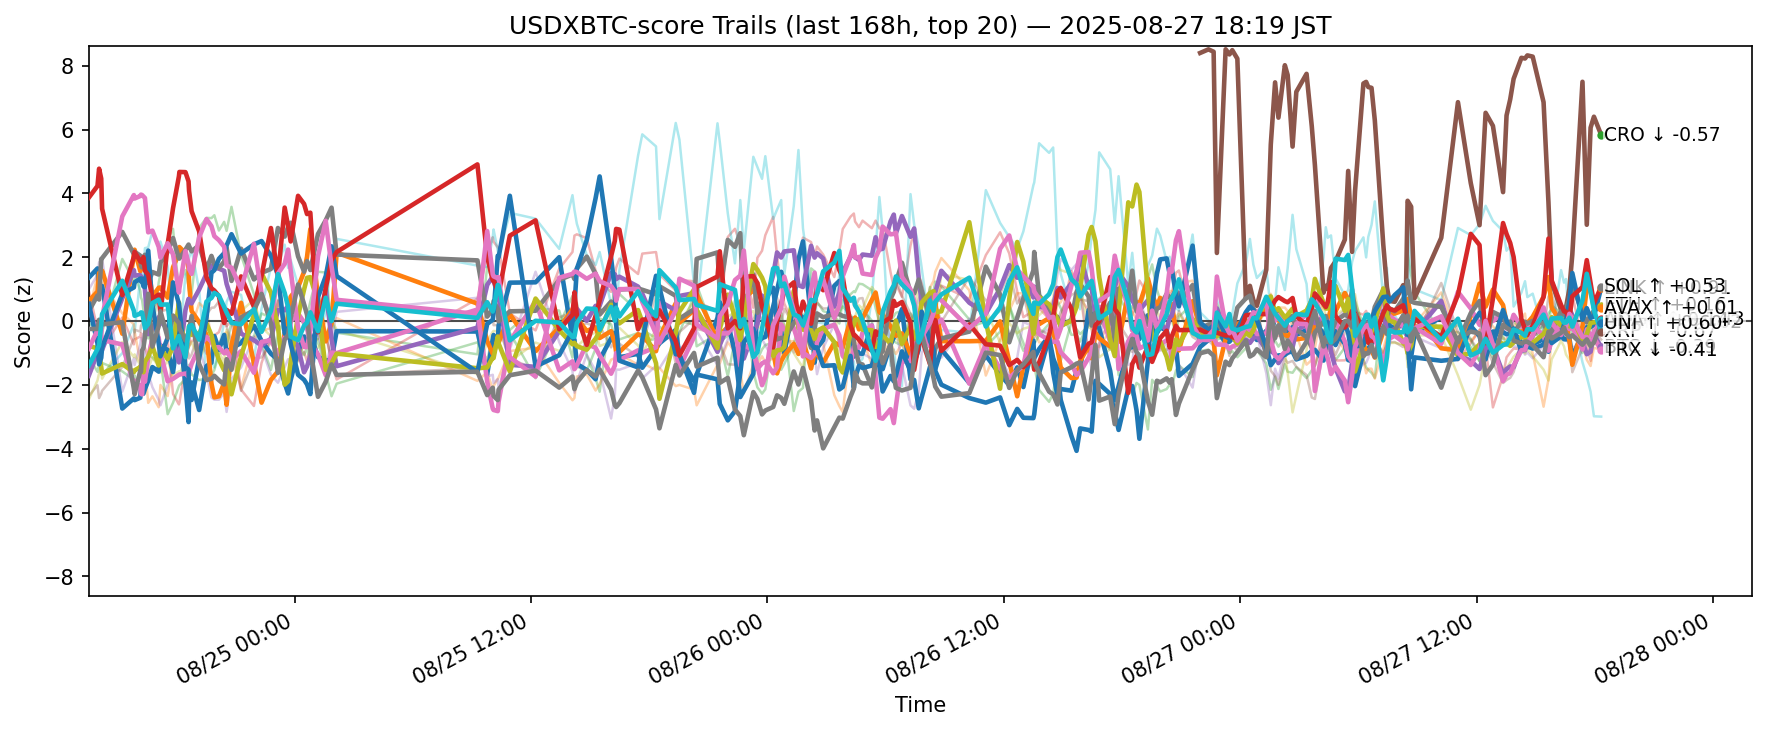 USDXBTC-score Trails (last 168h, top 20) — 2025-08-27 18:19 JST
Score (z)
8
6
4
2
0
−2
−4
−6
−8
CRO ↓ -0.57
SOL ↑ +0.53
AVAX ↑ +0.01
UNI ↑ +0.60
TRX ↓ -0.41
08/25 00:00
08/25 12:00
08/26 00:00
08/26 12:00
08/27 00:00
08/27 12:00
08/28 00:00
Time